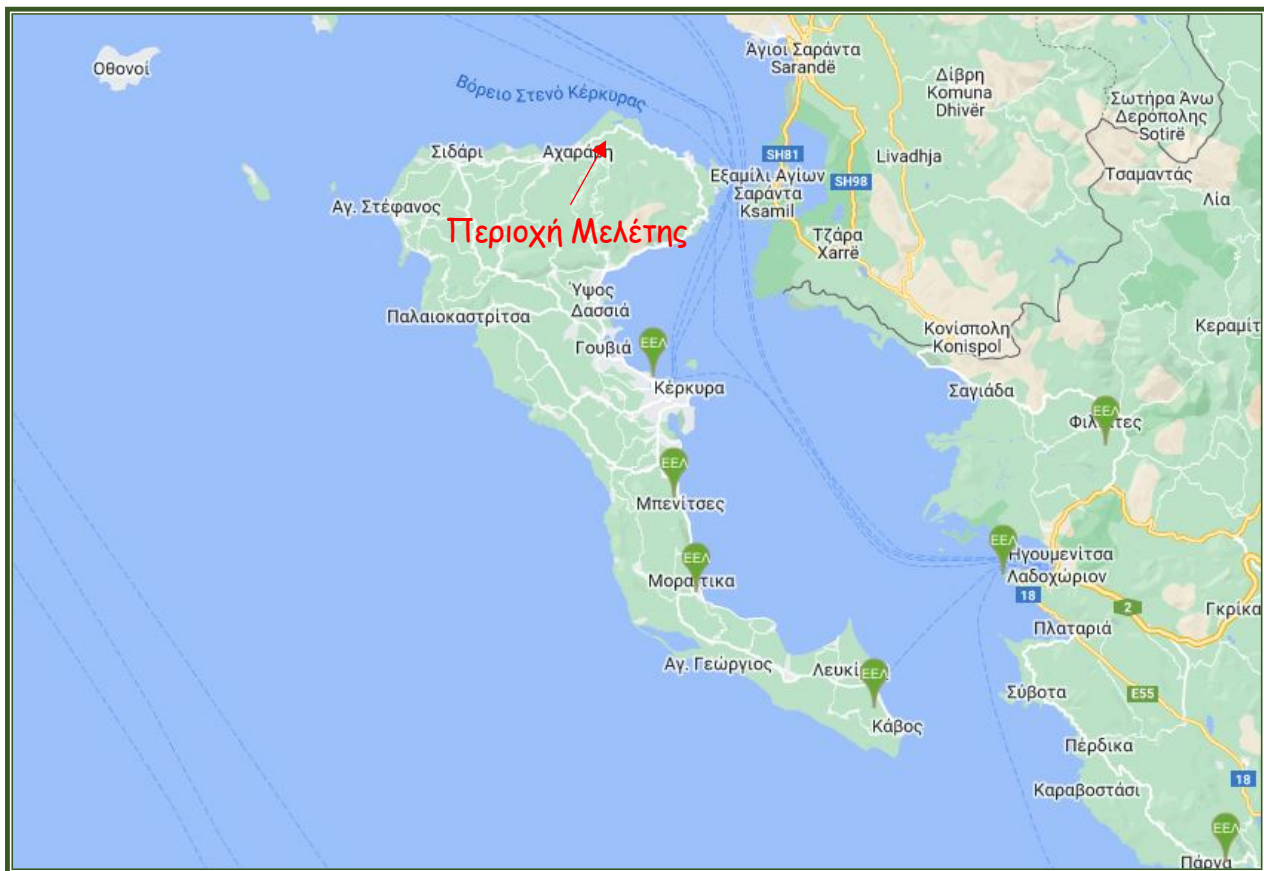 Οθονοί
Άγιοι Σαράντα
Sarandë
Δίβρη
Komuna
Dhivër
Σωτήρα Άνω
Δερόπολης
Sotirë
Βόρειο Στενό Κέρκυρας
Σιδάρι
SH81
Livadhja
Τσαμαντάς
Εξαμίλι Αγίων
Σαράντα
Ksamil
SH98
Λία
Αγ. Στέφανος
Περιοχή Μελέτης
Τζάρα
Xarrë
Ύψος
Δασσιά
Παλαιοκαστρίτσα
Κονίσπολη
Konispol
Κεραμίτ
Γουβιά
ΕΕΛ
Κέρκυρα
Σαγιάδα
ΕΕΛ
ΕΕΛ
Μπενίτσες
ΕΕΛ
Ηγουμενίτσα
ΕΕΛ
Λαδοχώριον
18
2
Γκρίκα
Πλαταριά
Αγ. Γεώργιος
ΕΕΛ
Σύβοτα
E55
Κάβος
Πέρδικα
18
Καραβοστάσι
ΕΕΛ